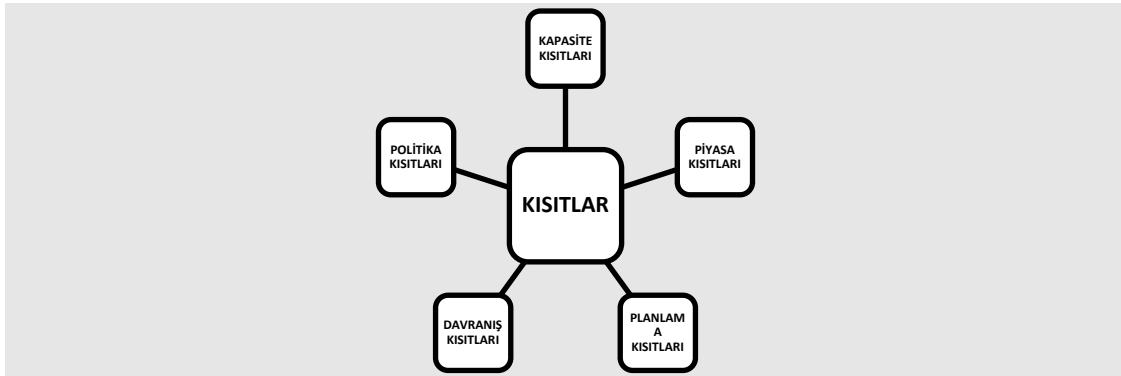 KAPASİTE
KISITLARI
POLİTİKA
KISITLARI
PİYASA
KISITLARI
KISITLAR
DAVRANIŞ
KISITLARI
PLANLAM
A
KISITLARI